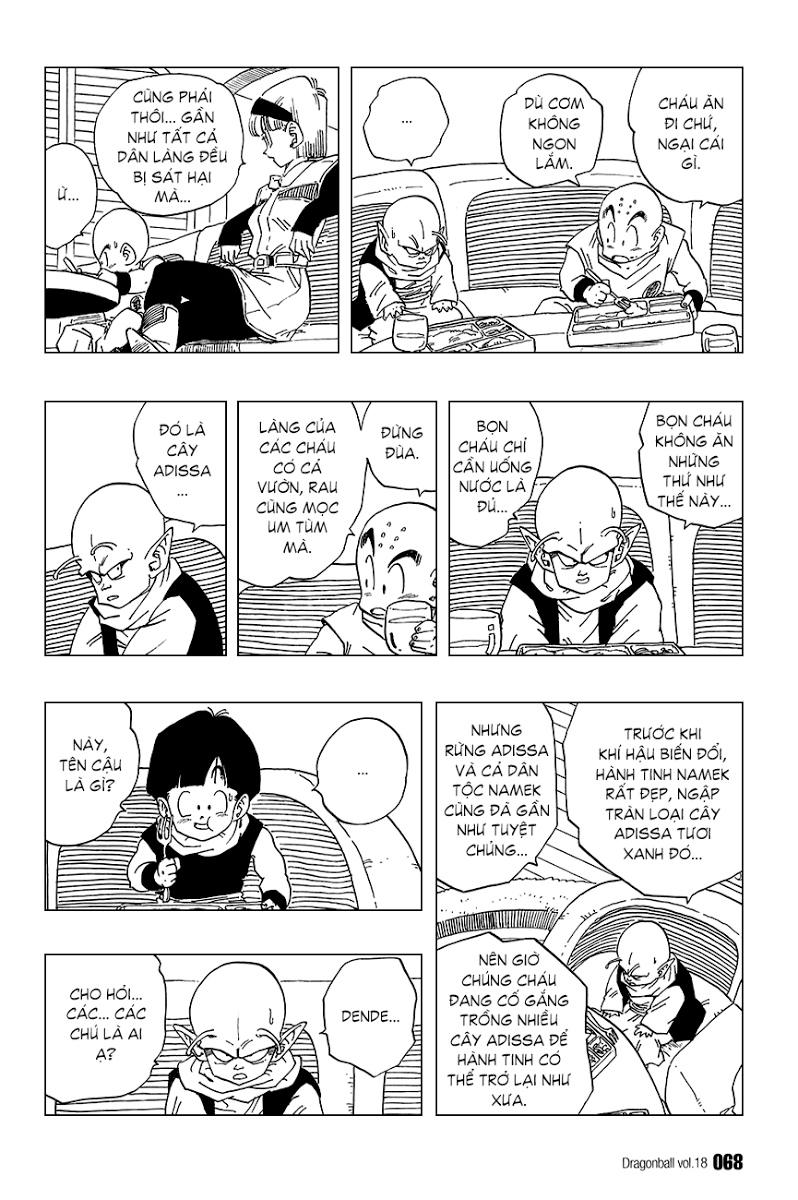 CHÁU ĂN
ĐI CHỨ,
NGẠI CÁI
GÌ.
DÙ CƠM
KHÔNG
NGON
LẮM.
...
CŨNG PHẢI
THÔI... GẦN
NHƯ TẤT CẢ
DÂN LÀNG ĐỀU
BỊ SÁT HẠI
MÀ...
Ừ...
BỌN CHÁU
KHÔNG ĂN
NHỮNG
THỨ NHƯ
THẾ NÀY...
BỌN
CHÁU CHỈ
CẦN UỐNG
NƯỚC LÀ
ĐỦ...
ĐỪNG
ĐÙA.
LÀNG CỦA
CÁC CHÁU
CÓ CẢ
VƯỜN, RAU
CŨNG MỌC
UM TÙM
MÀ.
ĐÓ LÀ
CÂY
ADISSA
...
TRƯỚC KHI
KHÍ HẬU BIẾN ĐỔI,
HÀNH TINH NAMEK
RẤT ĐẸP, NGẬP
TRÀN LOẠI CÂY
ADISSA TƯƠI
XANH ĐÓ...
NHƯNG
RỪNG ADISSA
VÀ CẢ DÂN
TỘC NAMEK
CŨNG ĐÃ GẦN
NHƯ TUYỆT
CHỦNG...
NÊN GIỜ
CHÚNG CHÁU
ĐANG CỐ GẮNG
TRỒNG NHIỀU
CÂY ADISSA ĐỂ
HÀNH TINH CÓ
THỂ TRỞ LẠI NHƯ
XƯA.
...
NÀY,
TÊN CẬU
LÀ GÌ?
DENDE...
CHO HỎI...
CÁC... CÁC
CHÚ LÀ AI
Ạ?
Dragonball vol.18 068